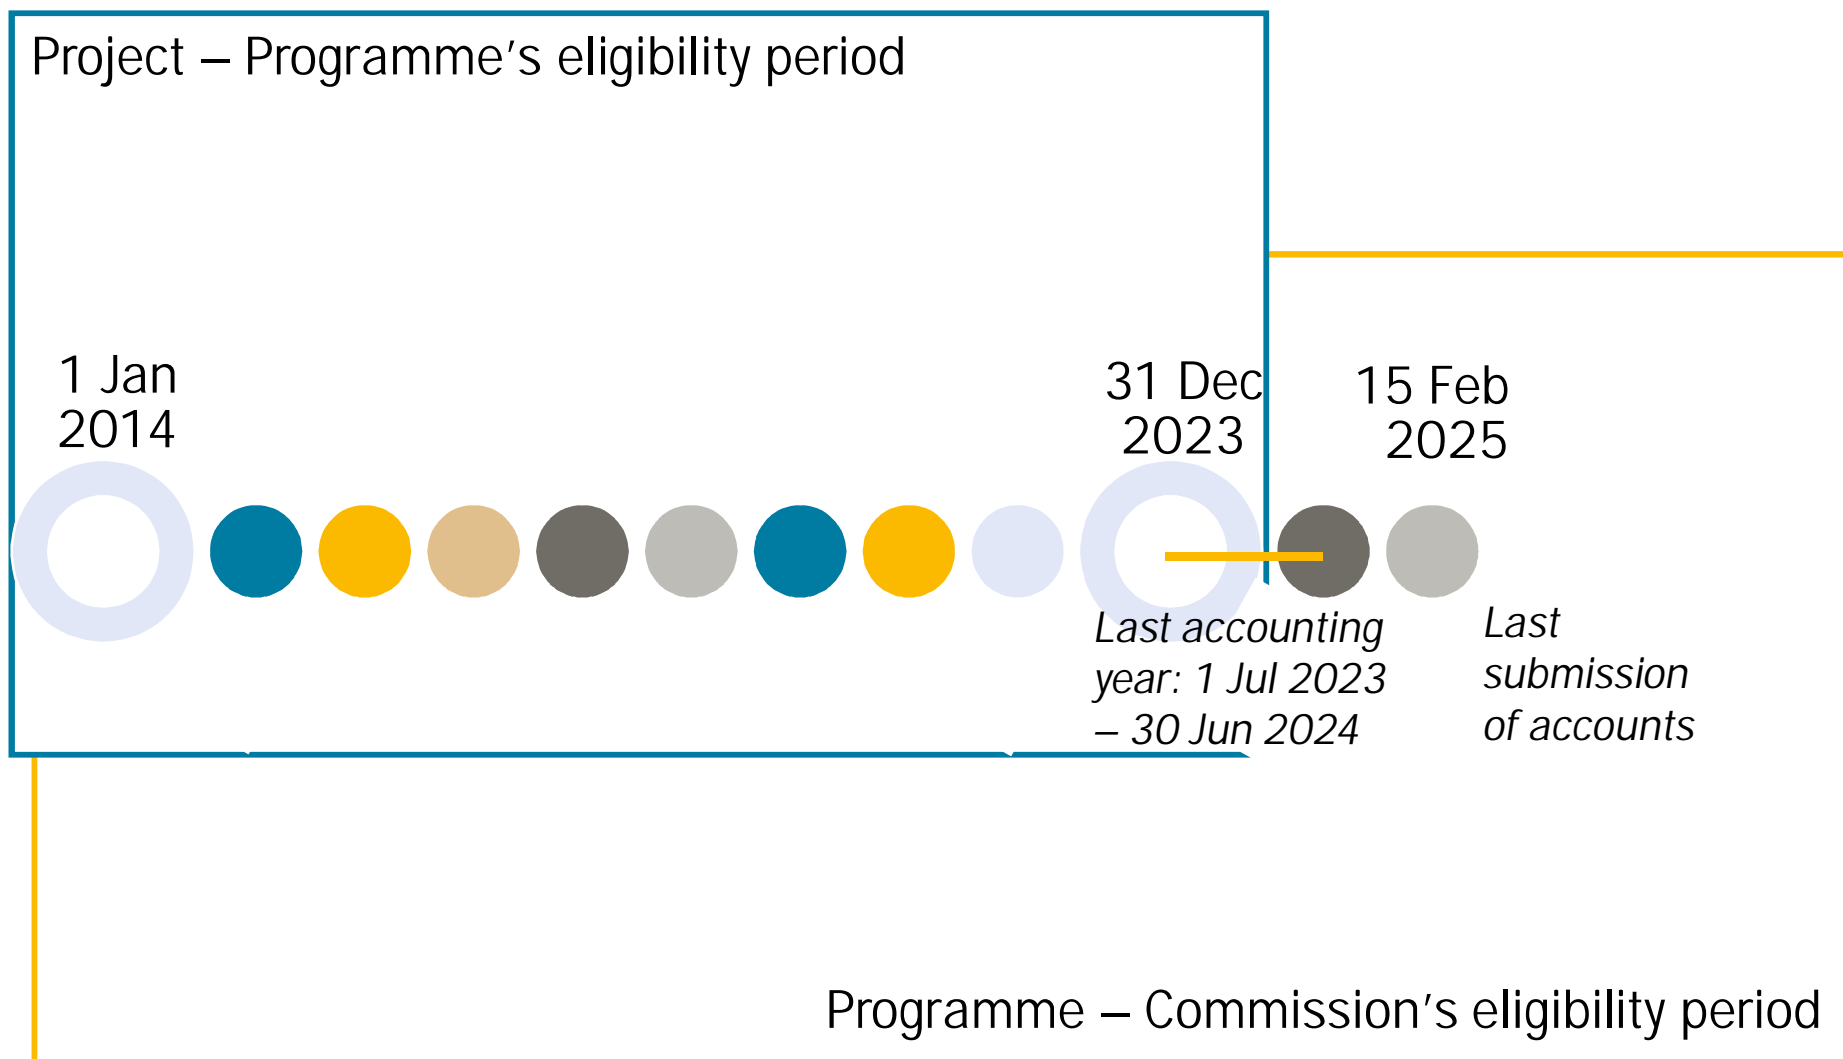 Project – Programme's eligibility period
1 Jan
2014
31 Dec
2023
15 Feb
2025
Last accounting
year: 1 Jul 2023
– 30 Jun 2024
Last
submission
of accounts
Programme – Commission's eligibility period